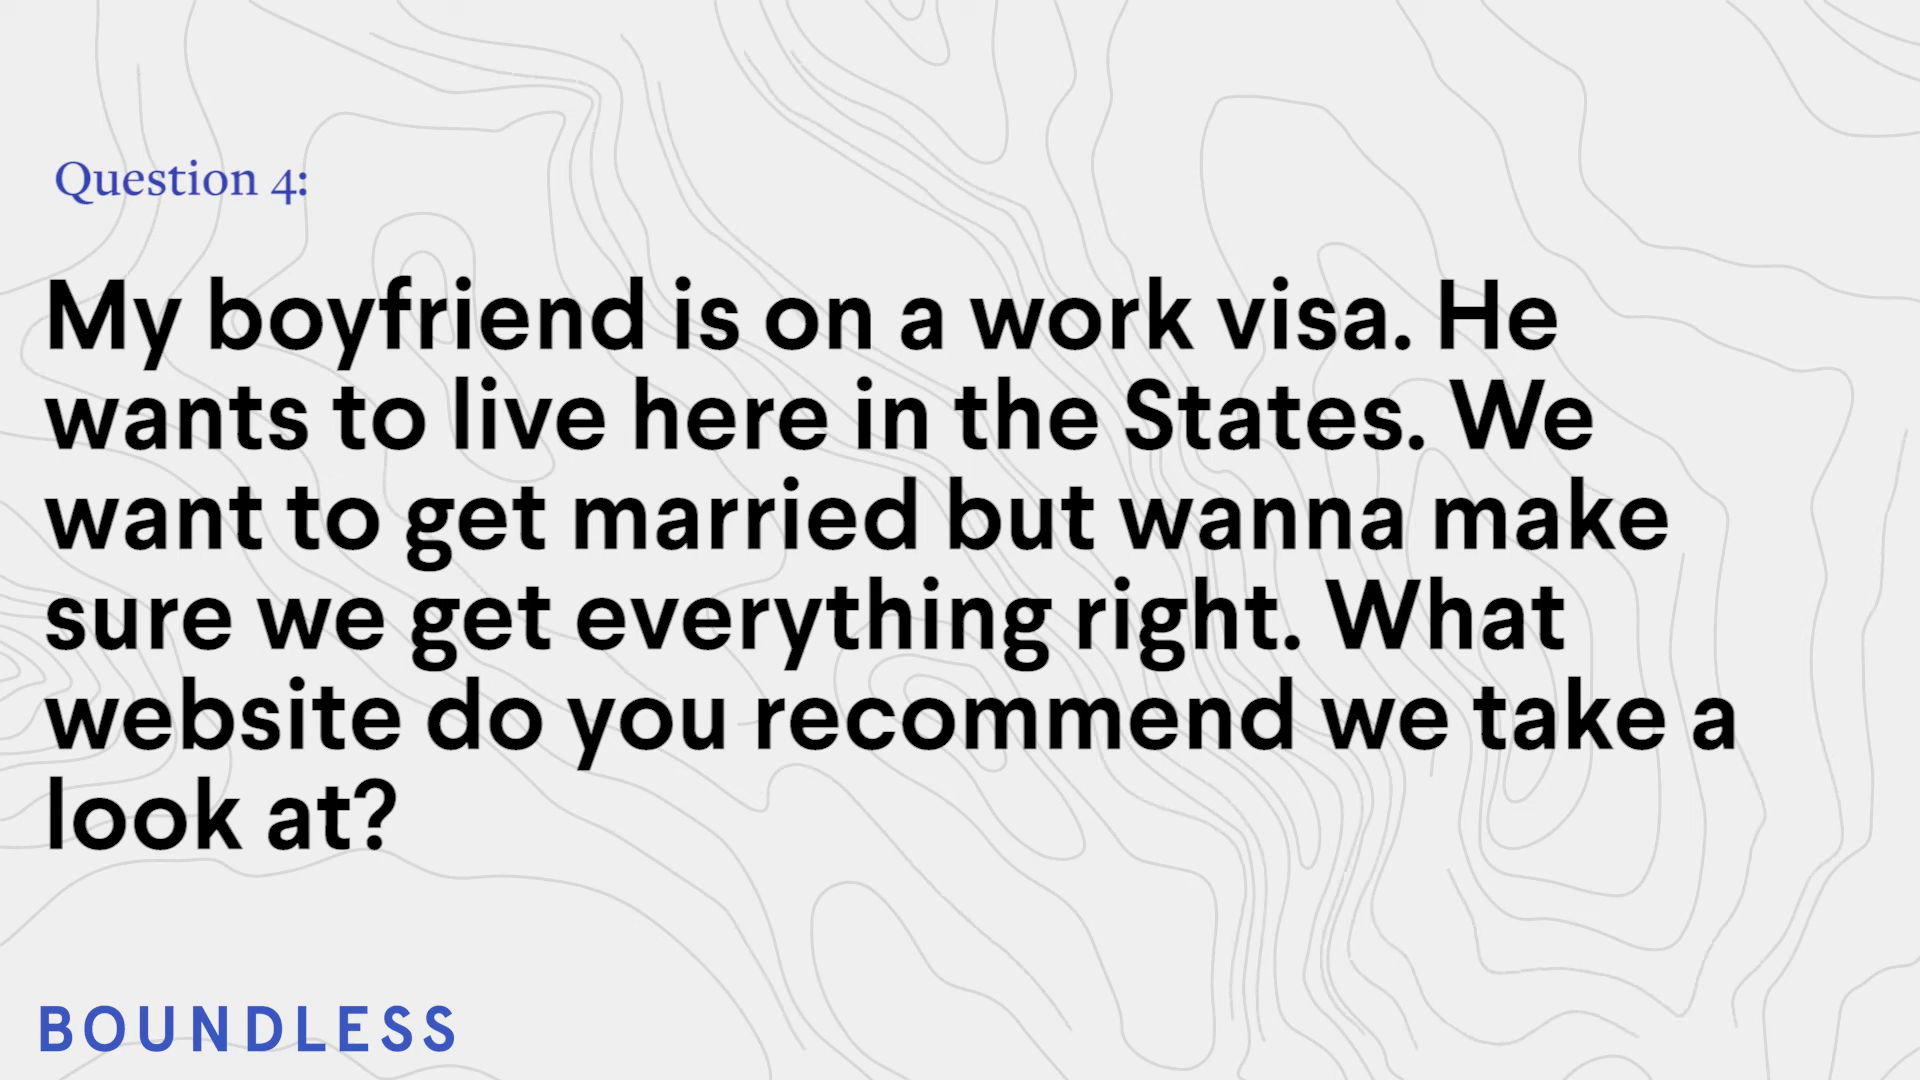 Question 4:
My boyfriend is on a work visa. He
wants to live here in the States. We
want to get married but wanna make
sure we get everything right. What
website do you recommend we take a
look at?
BOUNDLESS